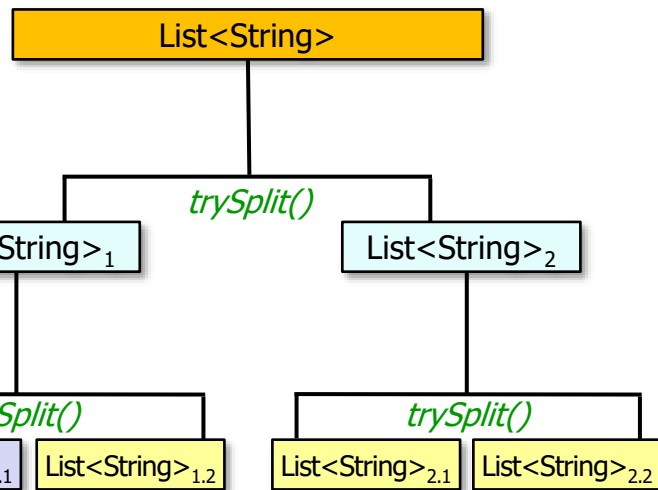 List<String>
trySplit()
String>1
List<String>2
Split()
trySplit()
.1
List<String>1.2
List<String>2.1
List<String>2.2